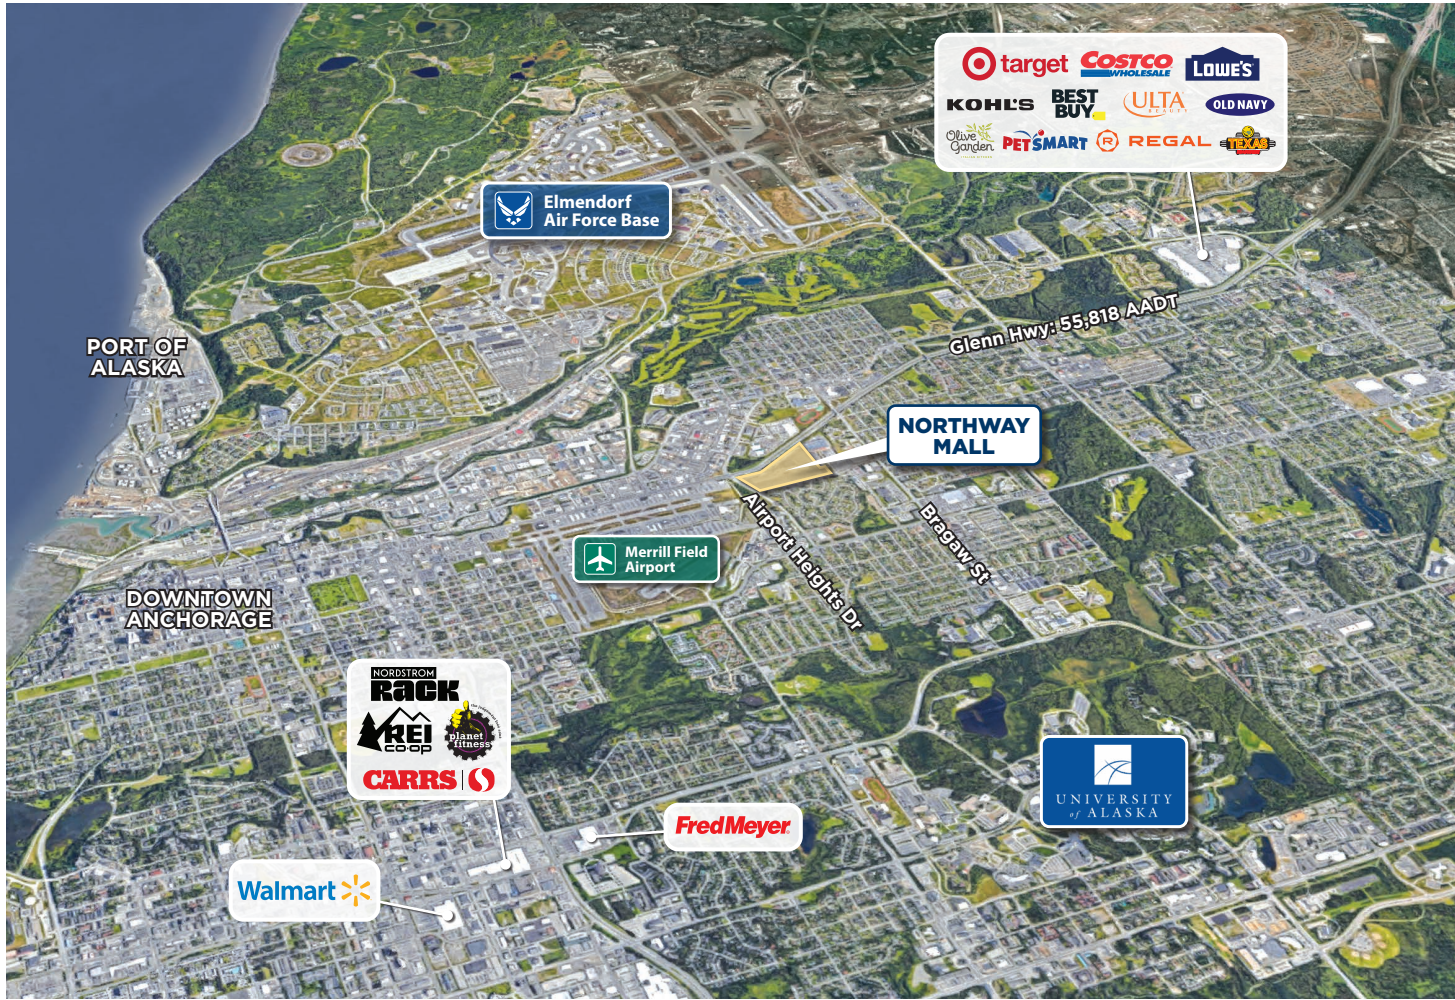 target COSTCO WHOLESALE LOWE'S
KOHL'S BEST BUY ULTA BEAUTY OLD NAVY
Olive Garden PETSMART R REGAL TEXAS
Elmendorf
Air Force Base
Glenn Hwy: 55,818 AADT
PORT OF
ALASKA
NORTHWAY
MALL
Airport Heights Dr
Bragaw St
Merrill Field
Airport
DOWNTOWN
ANCHORAGE
NORDSTROM
RACK
REI
CO·OP
planet
fitness
CARRS
UNIVERSITY
of ALASKA
FredMeyer
Walmart